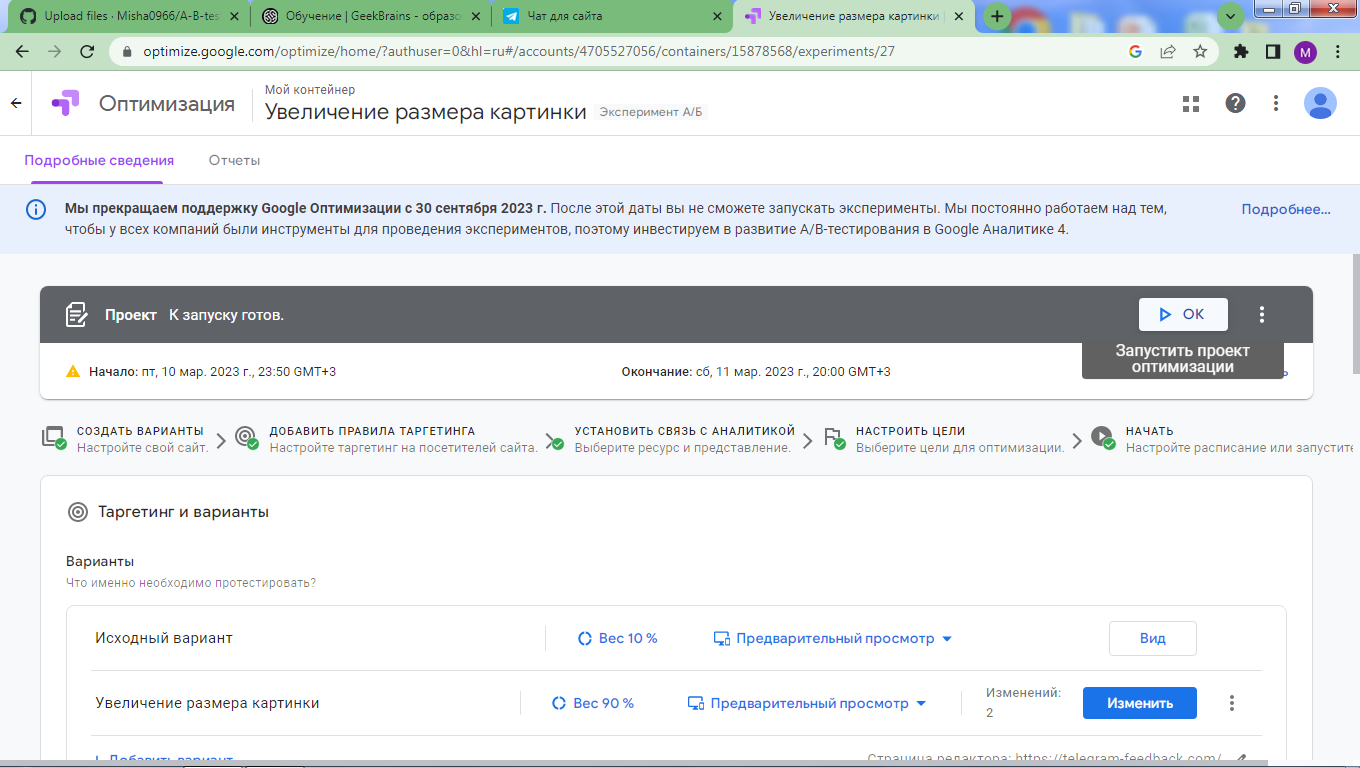 Upload files · Misha0966/A-B-tes
Обучение | GeekBrains - образо
Чат для сайта
Увеличение размера картинки
optimize.google.com/optimize/home/?authuser=0&hl=ru#/accounts/4705527056/containers/15878568/experiments/27
M
Оптимизация
Мой контейнер
Увеличение размера картинки
Эксперимент А/Б
Подробные сведения
Отчеты
Мы прекращаем поддержку Google Оптимизации с 30 сентября 2023 г. После этой даты вы не сможете запускать эксперименты. Мы постоянно работаем над тем,
чтобы у всех компаний были инструменты для проведения экспериментов, поэтому инвестируем в развитие A/B-тестирования в Google Аналитике 4.
Подробнее...
Проект К запуску готов.
ОК
Запустить проект
оптимизации
Начало: пт, 10 мар. 2023 г., 23:50 GMT+3
Окончание: сб, 11 мар. 2023 г., 20:00 GMT+3
СОЗДАТЬ ВАРИАНТЫ
Настройте свой сайт.
ДОБАВИТЬ ПРАВИЛА ТАРГЕТИНГА
Настройте таргетинг на посетителей сайта.
УСТАНОВИТЬ СВЯЗЬ С АНАЛИТИКОЙ
Выберите ресурс и представление.
НАСТРОИТЬ ЦЕЛИ
Выберите цели для оптимизации.
НАЧАТЬ
Настройте расписание или запустите
Таргетинг и варианты
Варианты
Что именно необходимо протестировать?
Исходный вариант
Вес 10 %
Предварительный просмотр
Вид
Увеличение размера картинки
Вес 90 %
Предварительный просмотр
Изменений:
2
Изменить
+ Добавить вариант
Страница редактора: https://telegram-feedback.com/